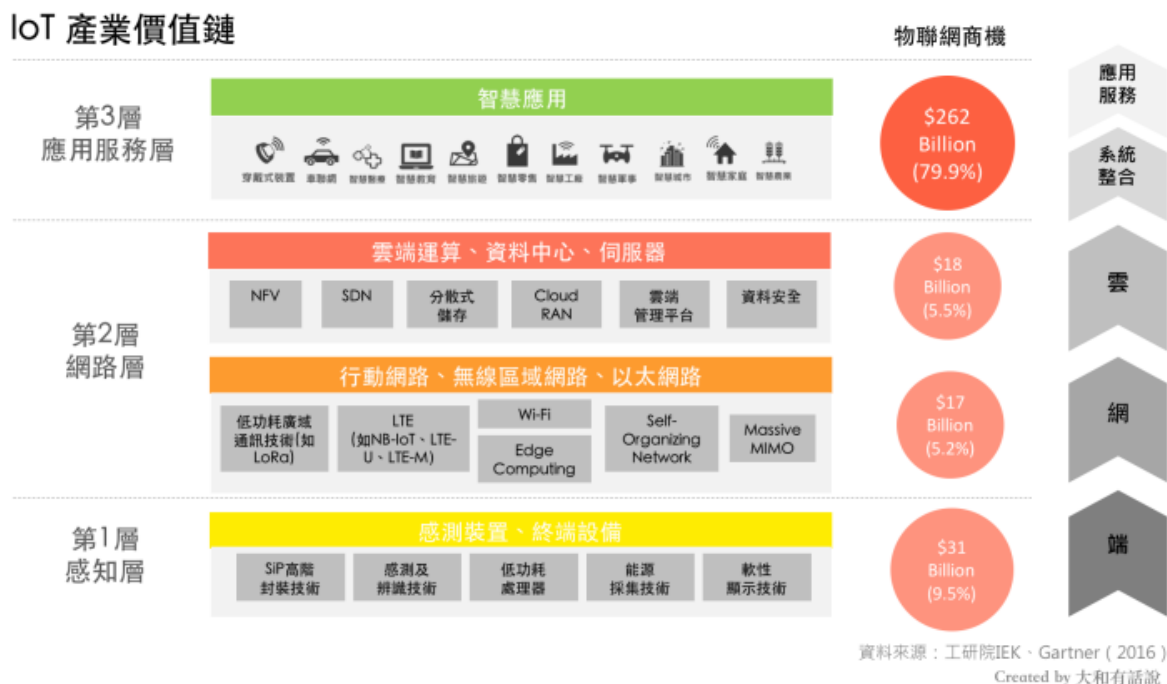 IoT 產業價值鏈
物聯網商機
第3層
應用服務層
智慧應用
穿戴式裝置 車聯網 智慧醫療 智慧教育 智慧旅遊 智慧零售 智慧工廠 智慧軍事 智慧城市 智慧家庭 智慧農業
$262
Billion
(79.9%)
應用
服務
系統
整合
第2層
網路層
雲端運算、資料中心、伺服器
NFV
SDN
分散式
儲存
Cloud
RAN
雲端
管理平台
資料安全
$18
Billion
(5.5%)
雲
行動網路、無線區域網路、以太網路
低功耗廣域
通訊技術(如
LoRa)
LTE
(如NB-IoT、LTE-
U、LTE-M)
Wi-Fi
Edge
Computing
Self-
Organizing
Network
Massive
MIMO
$17
Billion
(5.2%)
網
第1層
感知層
感測裝置、終端設備
SiP高階
封裝技術
感測及
辨識技術
低功耗
處理器
能源
採集技術
軟性
顯示技術
$31
Billion
(9.5%)
端
資料來源：工研院IEK、Gartner ( 2016 )
Created by 大和有話說